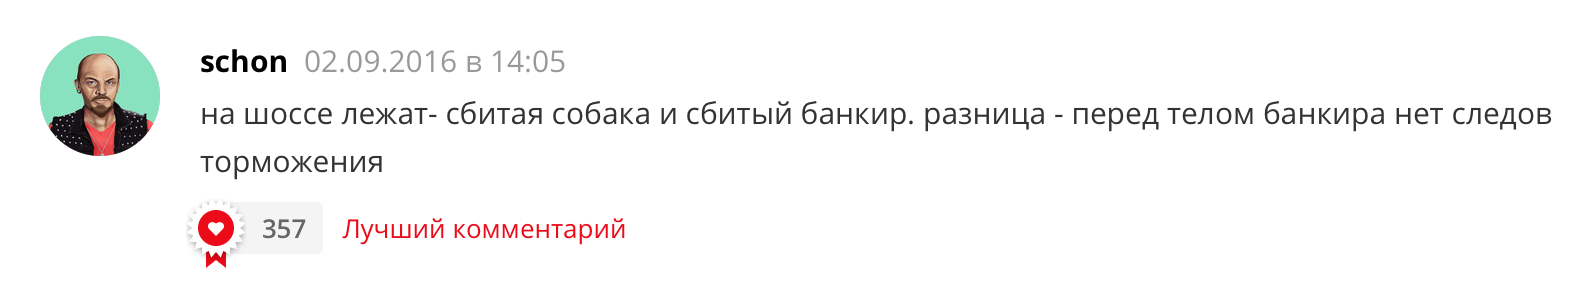 schon 02.09.2016 в 14:05
на шоссе лежат- сбитая собака и сбитый банкир. разница - перед телом банкира нет следов
торможения
357 Лучший комментарий